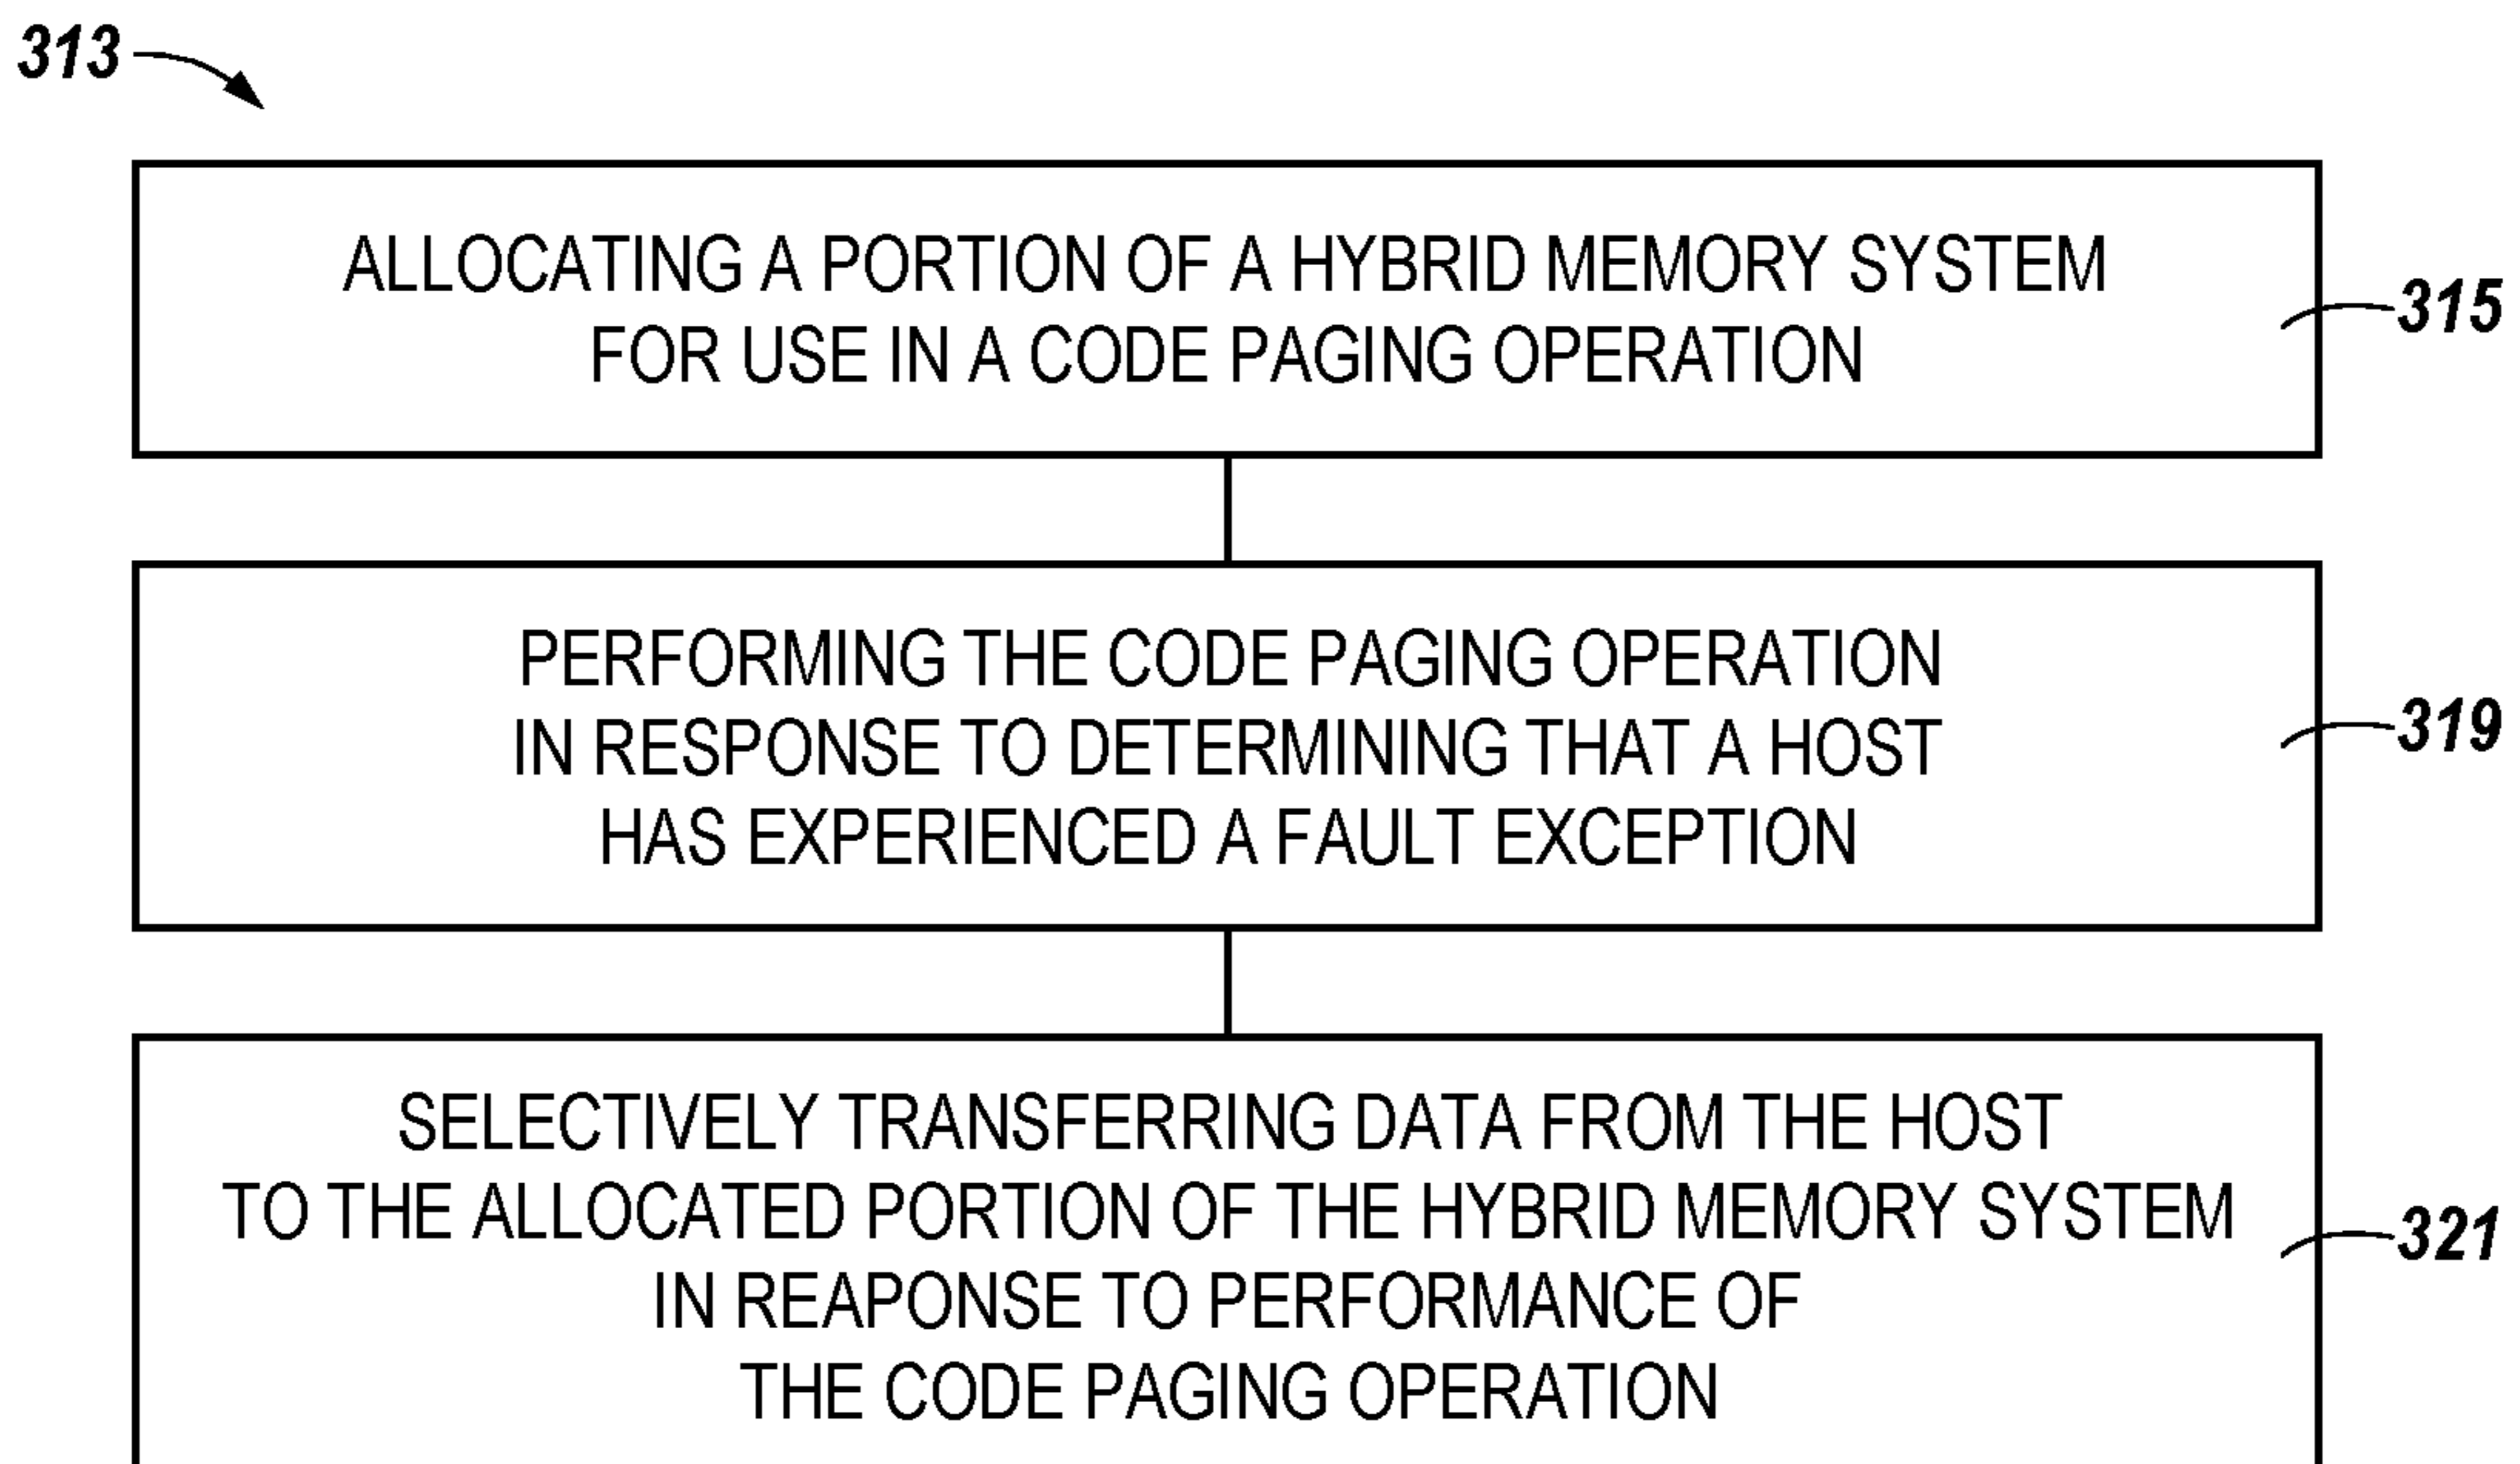 313
ALLOCATING A PORTION OF A HYBRID MEMORY SYSTEM
FOR USE IN A CODE PAGING OPERATION
315
PERFORMING THE CODE PAGING OPERATION
IN RESPONSE TO DETERMINING THAT A HOST
HAS EXPERIENCED A FAULT EXCEPTION
319
SELECTIVELY TRANSFERRING DATA FROM THE HOST
TO THE ALLOCATED PORTION OF THE HYBRID MEMORY SYSTEM
IN REAPONSE TO PERFORMANCE OF
THE CODE PAGING OPERATION
321